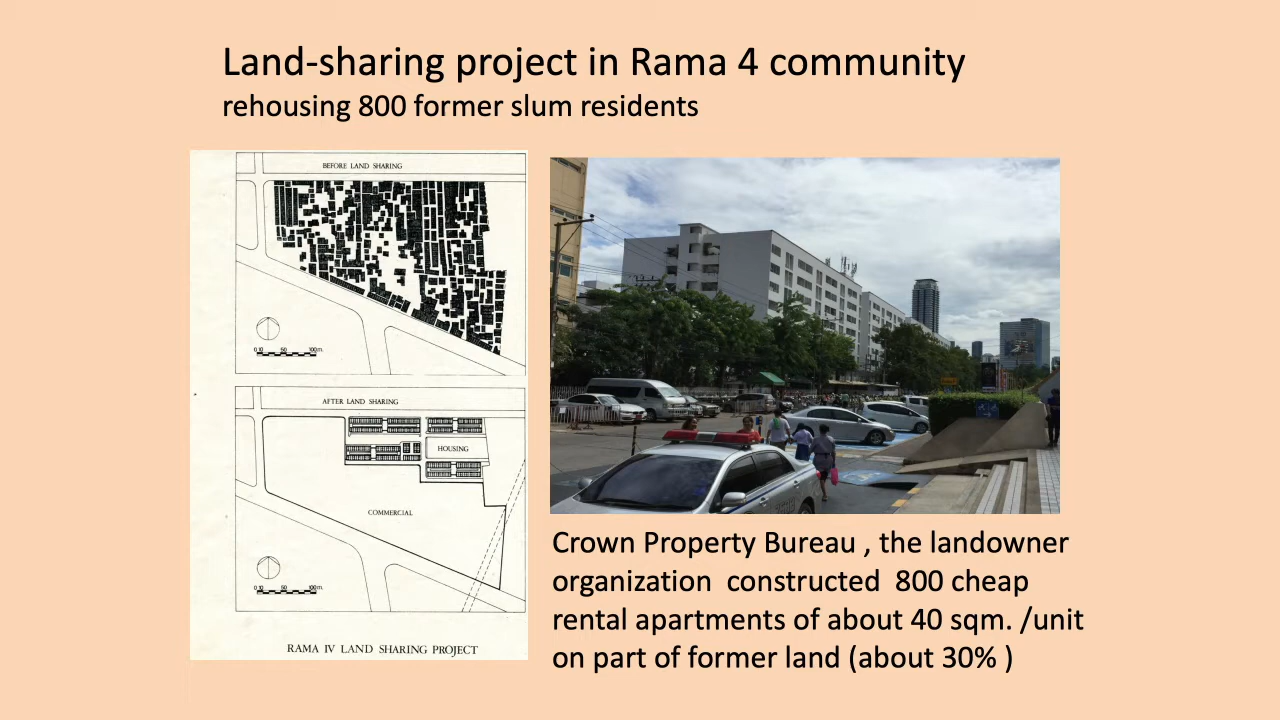 Land-sharing project in Rama 4 community
rehousing 800 former slum residents
BEFORE LAND SHARING
0 10 50 100 m.
AFTER LAND SHARING
HOUSING
COMMERCIAL
0 10 50 100 m.
RAMA IV LAND SHARING PROJECT
Crown Property Bureau , the landowner
organization constructed 800 cheap
rental apartments of about 40 sqm. /unit
on part of former land (about 30% )